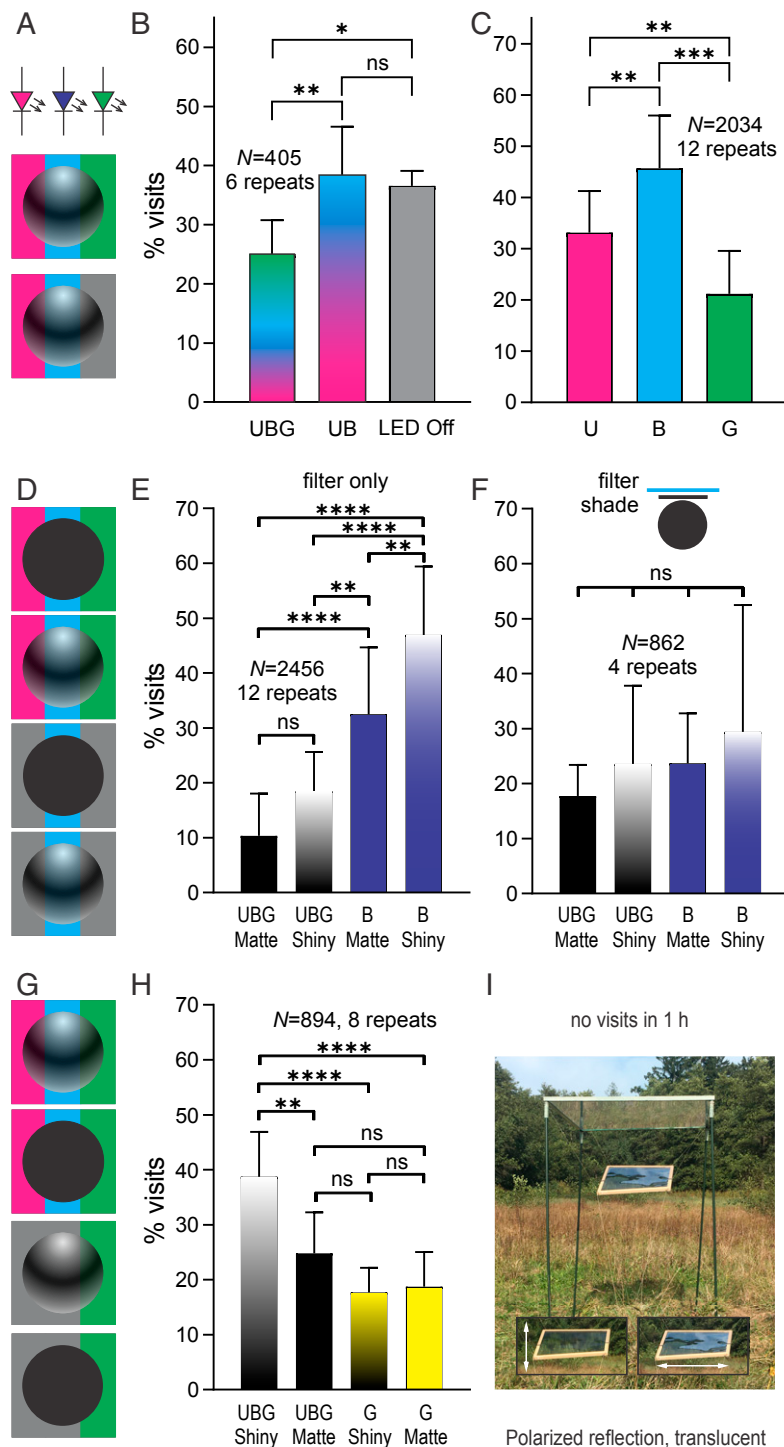 A
B
% visits
60
50
40
30
20
10
0
*
**
ns
N=405
6 repeats
UBG
UB
LED Off
C
70
60
50
40
30
20
10
0
**
**
***
N=2034
12 repeats
U
B
G
D
E
filter only
% visits
70
60
50
40
30
20
10
0
****
****
**
**
****
N=2456
12 repeats
ns
UBG
Matte
UBG
Shiny
B
Matte
B
Shiny
F
filter
shade
70
60
50
40
30
20
10
0
ns
N=862
4 repeats
UBG
Matte
UBG
Shiny
B
Matte
B
Shiny
G
H
% visits
70
60
50
40
30
20
10
0
N=894, 8 repeats
****
****
**
ns
ns
ns
UBG
Shiny
UBG
Matte
G
Shiny
G
Matte
I
no visits in 1 h
Polarized reflection, translucent